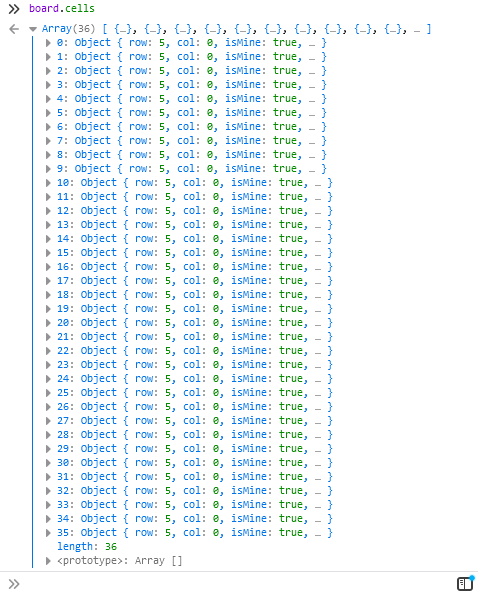 board.cells
Array(36) [ {…}, {…}, {…}, {…}, {…}, {…}, {…}, {…}, {…}, {…}, … ]
0: Object { row: 5, col: 0, isMine: true, … }
1: Object { row: 5, col: 0, isMine: true, … }
2: Object { row: 5, col: 0, isMine: true, … }
3: Object { row: 5, col: 0, isMine: true, … }
4: Object { row: 5, col: 0, isMine: true, … }
5: Object { row: 5, col: 0, isMine: true, … }
6: Object { row: 5, col: 0, isMine: true, … }
7: Object { row: 5, col: 0, isMine: true, … }
8: Object { row: 5, col: 0, isMine: true, … }
9: Object { row: 5, col: 0, isMine: true, … }
10: Object { row: 5, col: 0, isMine: true, … }
11: Object { row: 5, col: 0, isMine: true, … }
12: Object { row: 5, col: 0, isMine: true, … }
13: Object { row: 5, col: 0, isMine: true, … }
14: Object { row: 5, col: 0, isMine: true, … }
15: Object { row: 5, col: 0, isMine: true, … }
16: Object { row: 5, col: 0, isMine: true, … }
17: Object { row: 5, col: 0, isMine: true, … }
18: Object { row: 5, col: 0, isMine: true, … }
19: Object { row: 5, col: 0, isMine: true, … }
20: Object { row: 5, col: 0, isMine: true, … }
21: Object { row: 5, col: 0, isMine: true, … }
22: Object { row: 5, col: 0, isMine: true, … }
23: Object { row: 5, col: 0, isMine: true, … }
24: Object { row: 5, col: 0, isMine: true, … }
25: Object { row: 5, col: 0, isMine: true, … }
26: Object { row: 5, col: 0, isMine: true, … }
27: Object { row: 5, col: 0, isMine: true, … }
28: Object { row: 5, col: 0, isMine: true, … }
29: Object { row: 5, col: 0, isMine: true, … }
30: Object { row: 5, col: 0, isMine: true, … }
31: Object { row: 5, col: 0, isMine: true, … }
32: Object { row: 5, col: 0, isMine: true, … }
33: Object { row: 5, col: 0, isMine: true, … }
34: Object { row: 5, col: 0, isMine: true, … }
35: Object { row: 5, col: 0, isMine: true, … }
length: 36
<prototype>: Array []